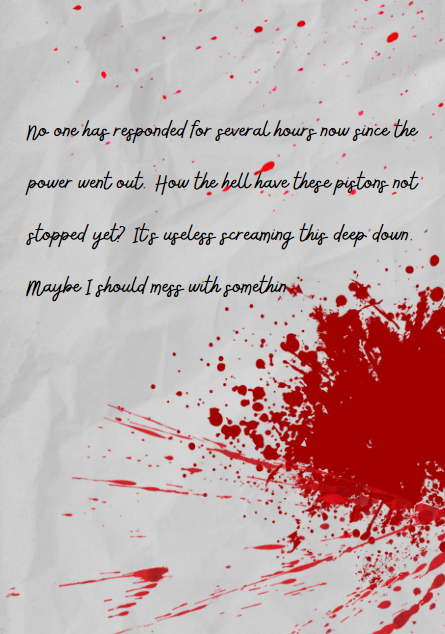 No one has responded for several hours now since the
power went out. How the hell have these pistons not
stopped yet? It's useless screaming this deep down.
Maybe I should mess with somethin